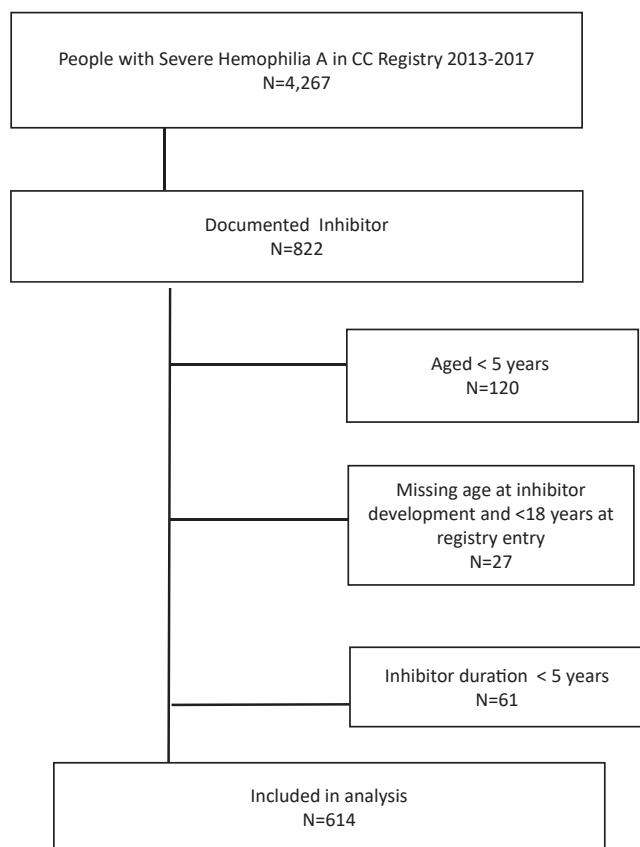 People with Severe Hemophilia A in CC Registry 2013-2017
N=4,267
Documented Inhibitor
N=822
Aged < 5 years
N=120
Missing age at inhibitor
development and <18 years at
registry entry
N=27
Inhibitor duration < 5 years
N=61
Included in analysis
N=614